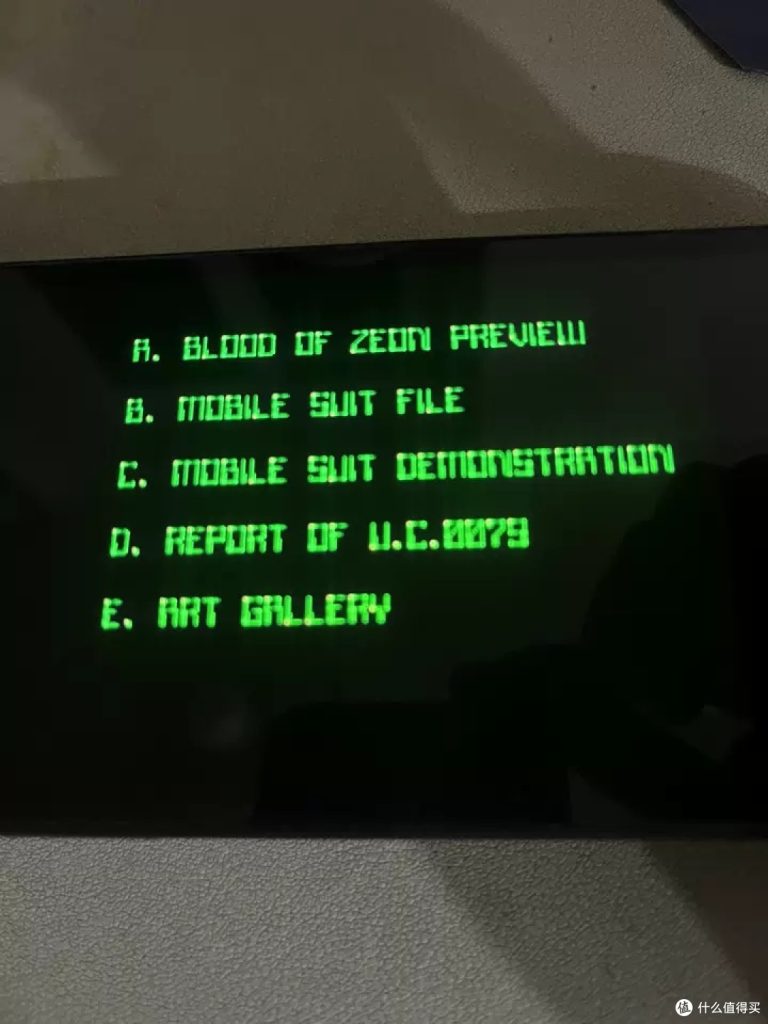 A. BLOOD OF ZEON PREVIEW
B. MOBILE SUIT FILE
C. MOBILE SUIT DEMONSTRATION
D. REPORT OF U.C.0079
E. ART GALLERY
值 什么值得买